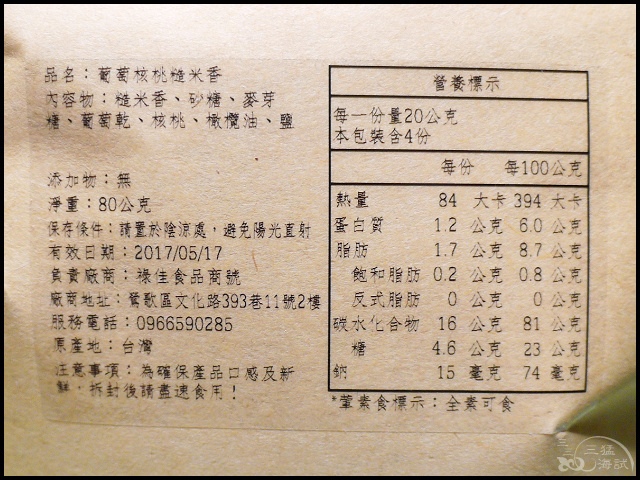 品名：葡萄核桃糙米香
內容物：糙米香、砂糖、麥芽
糖、葡萄乾、核桃、橄欖油、鹽
添加物：無
淨重：80公克
保存條件：請置於陰涼處，避免陽光直射
有效日期：2017/05/17
負責廠商：祿佳食品商號
廠商地址：鶯歌區文化路393巷11號2樓
服務電話：0966590285
原產地：台灣
注意事項：為確保產品口感及新
鮮，拆封後請盡速食用！
營養標示
每一份量20公克
本包裝含4份
每份 每100公克
熱量 84 大卡 394 大卡
蛋白質 1.2 公克 6.0 公克
脂肪 1.7 公克 8.7 公克
飽和脂肪 0.2 公克 0.8 公克
反式脂肪 0 公克 0 公克
碳水化合物 16 公克 81 公克
糖 4.6 公克 23 公克
鈉 15 毫克 74 毫克
*葷素食標示：全素可食
三猛
海試